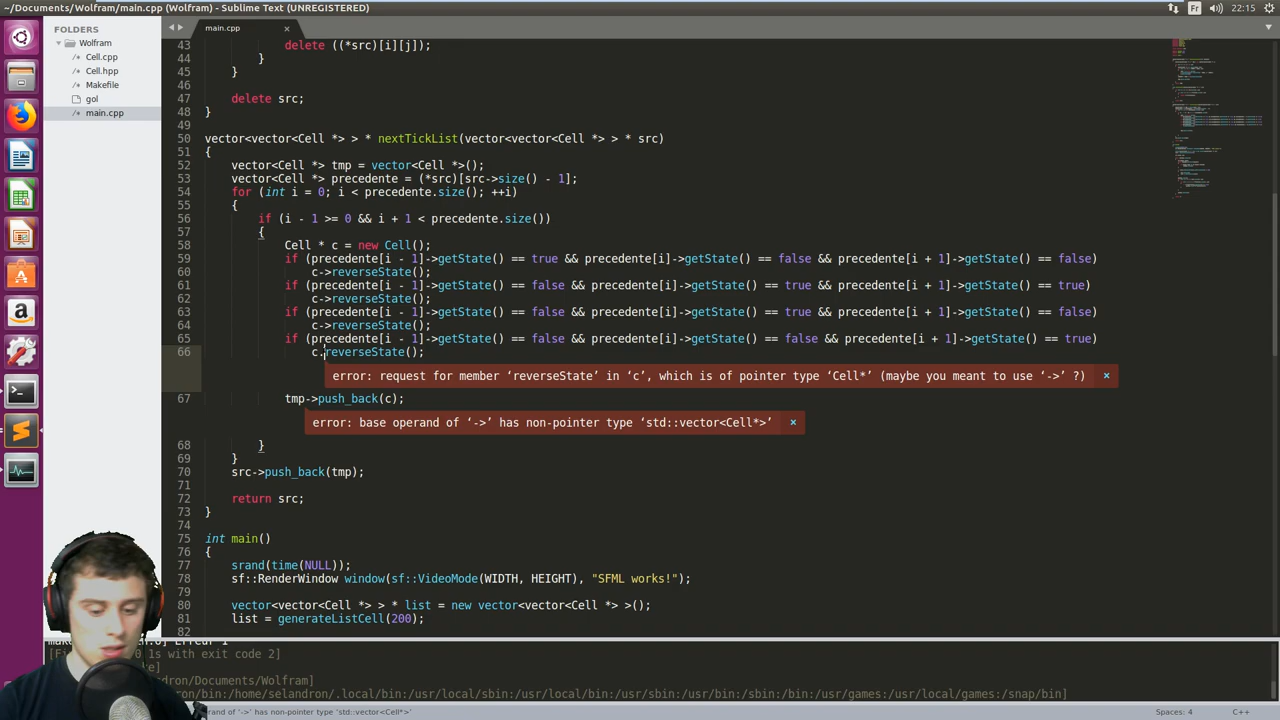 ~/Documents/Wolfram/main.cpp (Wolfram) - Sublime Text (UNREGISTERED)
Fr
22:15
FOLDERS
Wolfram
Cell.cpp
Cell.hpp
Makefile
gol
main.cpp
main.cpp ×
43 delete ((*src)[i][j]);
44 }
45 }
46
47 delete src;
48 }
49
50 vector<vector<Cell *> > * nextTickList(vector<vector<Cell *> > * src)
51 {
52 vector<Cell *> tmp = vector<Cell *>();
53 vector<Cell *> precedente = (*src)[src->size() - 1];
54 for (int i = 0; i < precedente.size(); ++i)
55 {
56 if (i - 1 >= 0 && i + 1 < precedente.size())
57 {
58 Cell * c = new Cell();
59 if (precedente[i - 1]->getState() == true && precedente[i]->getState() == false && precedente[i + 1]->getState() == false)
60 c->reverseState();
61 if (precedente[i - 1]->getState() == false && precedente[i]->getState() == true && precedente[i + 1]->getState() == true)
62 c->reverseState();
63 if (precedente[i - 1]->getState() == false && precedente[i]->getState() == true && precedente[i + 1]->getState() == false)
64 c->reverseState();
65 if (precedente[i - 1]->getState() == false && precedente[i]->getState() == false && precedente[i + 1]->getState() == true)
66 c.reverseState();
error: request for member ‘reverseState’ in ‘c’, which is of pointer type ‘Cell*’ (maybe you meant to use ‘->’ ?) ×
67 tmp->push_back(c);
error: base operand of ‘->’ has non-pointer type ‘std::vector<Cell*>’ ×
68 }
69 }
70 src->push_back(tmp);
71
72 return src;
73 }
74
75 int main()
76 {
77 srand(time(NULL));
78 sf::RenderWindow window(sf::VideoMode(WIDTH, HEIGHT), "SFML works!");
79
80 vector<vector<Cell *> > * list = new vector<vector<Cell *> >();
81 list = generateListCell(200);
82
0.1s with exit code 2]
/Documents/Wolfram]
/bin:/home/selandron/.local/bin:/usr/local/sbin:/usr/local/bin:/usr/sbin:/usr/bin:/sbin:/bin:/usr/games:/usr/local/games:/snap/bin]
of ‘->’ has non-pointer type ‘std::vector<Cell*>’
Spaces: 4
C++